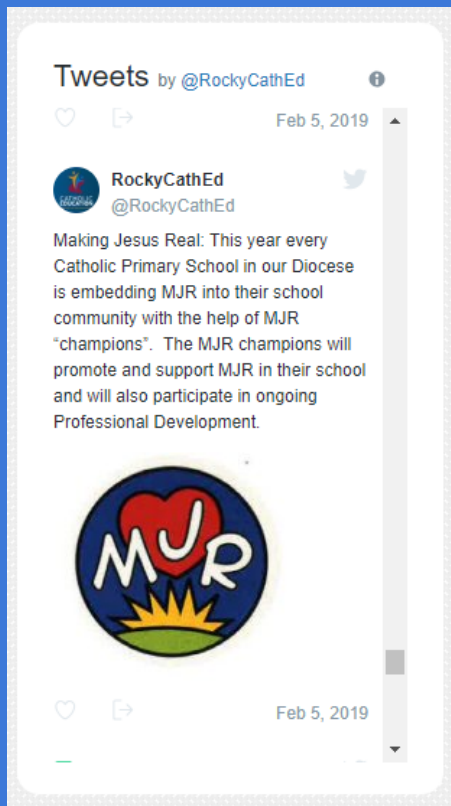 Tweets by @RockyCathEd
Feb 5, 2019
RockyCathEd
@RockyCathEd
Making Jesus Real: This year every
Catholic Primary School in our Diocese
is embedding MJR into their school
community with the help of MJR
“champions”.  The MJR champions will
promote and support MJR in their school
and will also participate in ongoing
Professional Development.
MJR
Feb 5, 2019